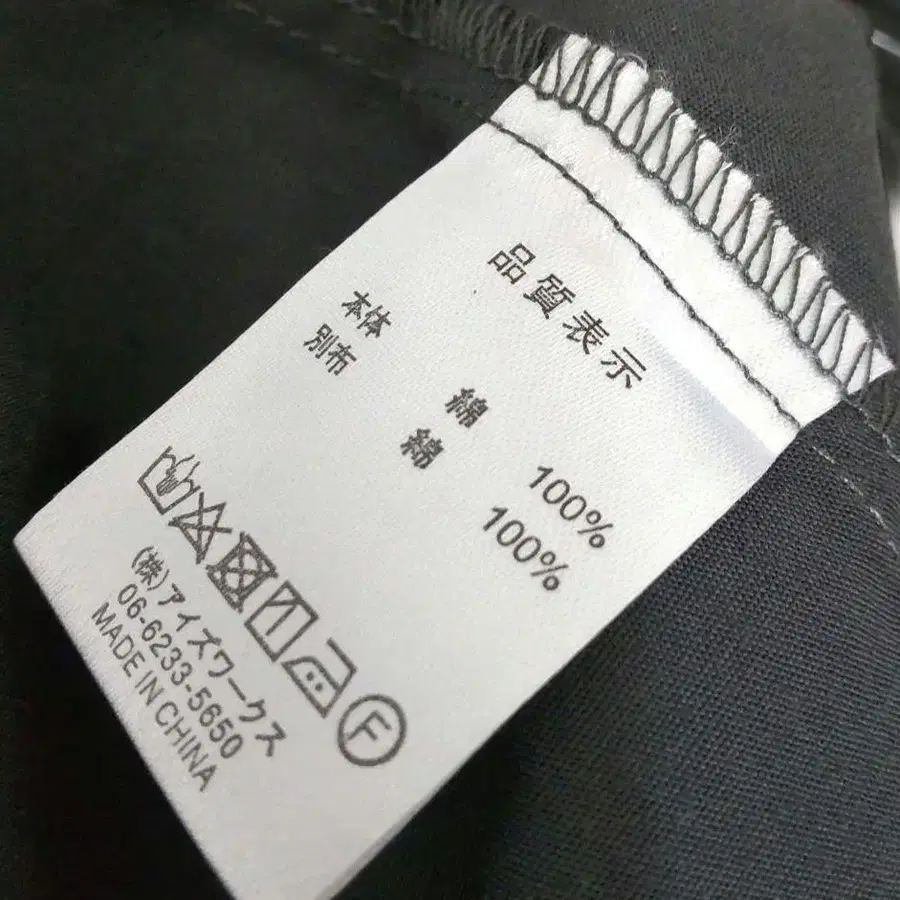 品質表示
本体 綿 100%
別布 綿 100%
F
(株)アイズワークス
06-6233-5650
MADE IN CHINA